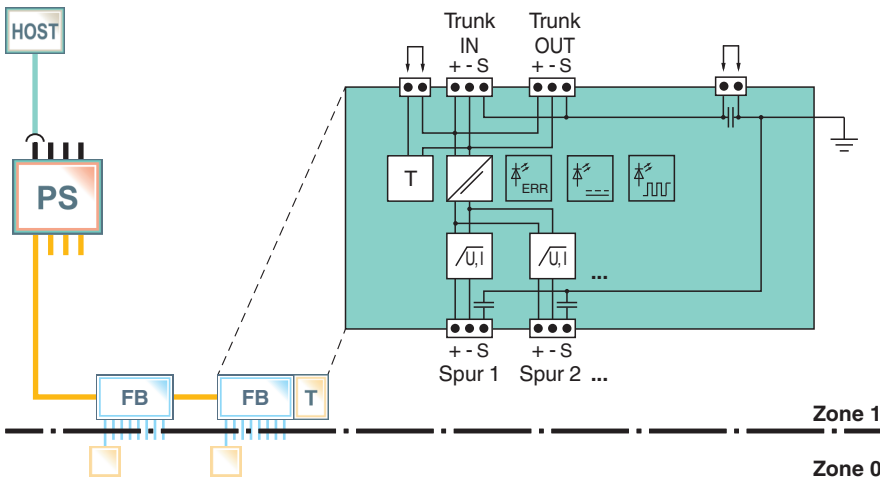 HOST
Trunk
IN
Trunk
OUT
+ - S
+ - S
PS
T
ERR
U, I
U, I
...
+ - S
+ - S
Spur 1
Spur 2 ...
FB
FB
T
Zone 1
Zone 0